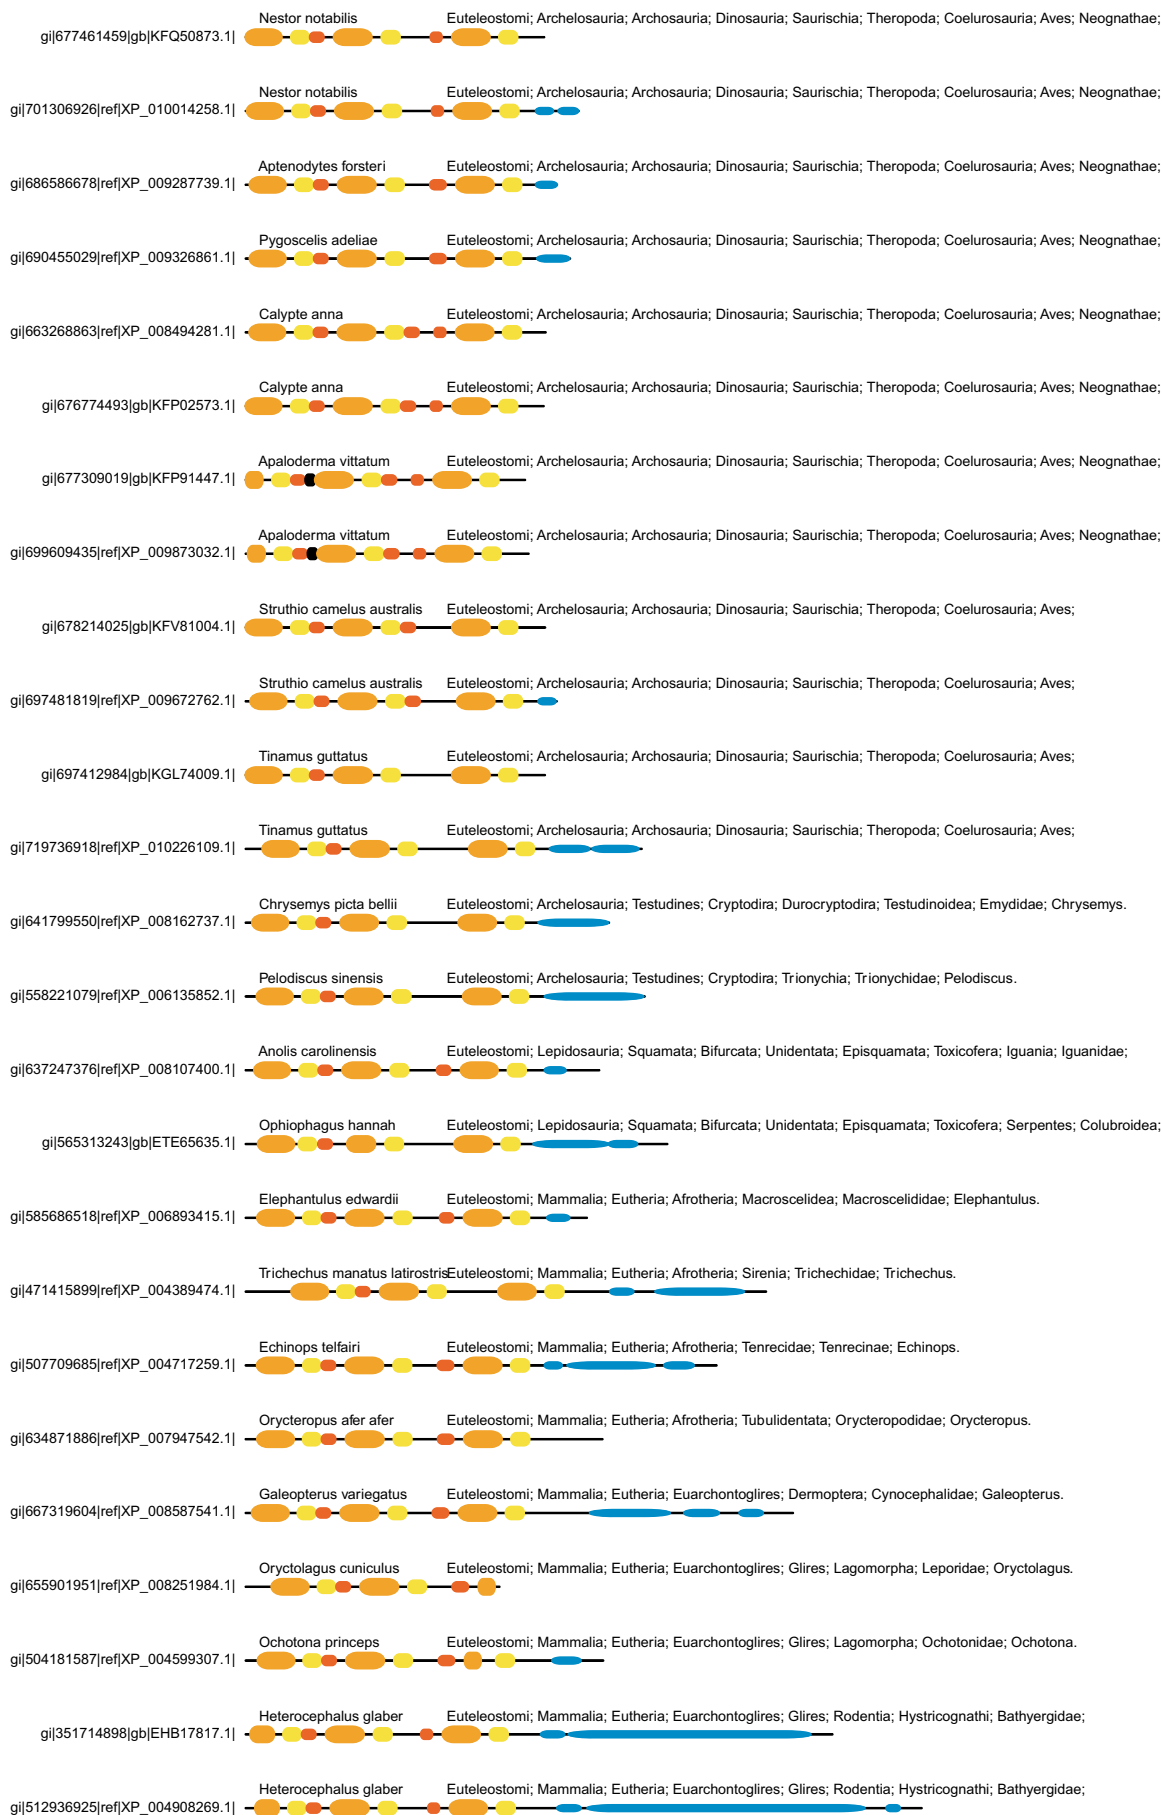 Nestor notabilis Euteleostomi; Archelosauria; Archosauria; Dinosauria; Saurischia; Theropoda; Coelurosauria; Aves; Neognathae;
gi|677461459|gb|KFQ50873.1|
Nestor notabilis Euteleostomi; Archelosauria; Archosauria; Dinosauria; Saurischia; Theropoda; Coelurosauria; Aves; Neognathae;
gi|701306926|ref|XP_010014258.1|
Aptenodytes forsteri Euteleostomi; Archelosauria; Archosauria; Dinosauria; Saurischia; Theropoda; Coelurosauria; Aves; Neognathae;
gi|686586678|ref|XP_009287739.1|
Pygoscelis adeliae Euteleostomi; Archelosauria; Archosauria; Dinosauria; Saurischia; Theropoda; Coelurosauria; Aves; Neognathae;
gi|690455029|ref|XP_009326861.1|
Calypte anna Euteleostomi; Archelosauria; Archosauria; Dinosauria; Saurischia; Theropoda; Coelurosauria; Aves; Neognathae;
gi|663268863|ref|XP_008494281.1|
Calypte anna Euteleostomi; Archelosauria; Archosauria; Dinosauria; Saurischia; Theropoda; Coelurosauria; Aves; Neognathae;
gi|676774493|gb|KFP02573.1|
Apaloderma vittatum Euteleostomi; Archelosauria; Archosauria; Dinosauria; Saurischia; Theropoda; Coelurosauria; Aves; Neognathae;
gi|677309019|gb|KFP91447.1|
Apaloderma vittatum Euteleostomi; Archelosauria; Archosauria; Dinosauria; Saurischia; Theropoda; Coelurosauria; Aves; Neognathae;
gi|699609435|ref|XP_009873032.1|
Struthio camelus australis Euteleostomi; Archelosauria; Archosauria; Dinosauria; Saurischia; Theropoda; Coelurosauria; Aves;
gi|678214025|gb|KFV81004.1|
Struthio camelus australis Euteleostomi; Archelosauria; Archosauria; Dinosauria; Saurischia; Theropoda; Coelurosauria; Aves;
gi|697481819|ref|XP_009672762.1|
Tinamus guttatus Euteleostomi; Archelosauria; Archosauria; Dinosauria; Saurischia; Theropoda; Coelurosauria; Aves;
gi|697412984|gb|KGL74009.1|
Tinamus guttatus Euteleostomi; Archelosauria; Archosauria; Dinosauria; Saurischia; Theropoda; Coelurosauria; Aves;
gi|719736918|ref|XP_010226109.1|
Chrysemys picta bellii Euteleostomi; Archelosauria; Testudines; Cryptodira; Durocryptodira; Testudinoidea; Emydidae; Chrysemys.
gi|641799550|ref|XP_008162737.1|
Pelodiscus sinensis Euteleostomi; Archelosauria; Testudines; Cryptodira; Trionychia; Trionychidae; Pelodiscus.
gi|558221079|ref|XP_006135852.1|
Anolis carolinensis Euteleostomi; Lepidosauria; Squamata; Bifurcata; Unidentata; Episquamata; Toxicofera; Iguania; Iguanidae;
gi|637247376|ref|XP_008107400.1|
Ophiophagus hannah Euteleostomi; Lepidosauria; Squamata; Bifurcata; Unidentata; Episquamata; Toxicofera; Serpentes; Colubroidea;
gi|565313243|gb|ETE65635.1|
Elephantulus edwardii Euteleostomi; Mammalia; Eutheria; Afrotheria; Macroscelidea; Macroscelididae; Elephantulus.
gi|585686518|ref|XP_006893415.1|
Trichechus manatus latirostris Euteleostomi; Mammalia; Eutheria; Afrotheria; Sirenia; Trichechidae; Trichechus.
gi|471415899|ref|XP_004389474.1|
Echinops telfairi Euteleostomi; Mammalia; Eutheria; Afrotheria; Tenrecidae; Tenrecinae; Echinops.
gi|507709685|ref|XP_004717259.1|
Orycteropus afer afer Euteleostomi; Mammalia; Eutheria; Afrotheria; Tubulidentata; Orycteropodidae; Orycteropus.
gi|634871886|ref|XP_007947542.1|
Galeopterus variegatus Euteleostomi; Mammalia; Eutheria; Euarchontoglires; Dermoptera; Cynocephalidae; Galeopterus.
gi|667319604|ref|XP_008587541.1|
Oryctolagus cuniculus Euteleostomi; Mammalia; Eutheria; Euarchontoglires; Glires; Lagomorpha; Leporidae; Oryctolagus.
gi|655901951|ref|XP_008251984.1|
Ochotona princeps Euteleostomi; Mammalia; Eutheria; Euarchontoglires; Glires; Lagomorpha; Ochotonidae; Ochotona.
gi|504181587|ref|XP_004599307.1|
Heterocephalus glaber Euteleostomi; Mammalia; Eutheria; Euarchontoglires; Glires; Rodentia; Hystricognathi; Bathyergidae;
gi|351714898|gb|EHB17817.1|
Heterocephalus glaber Euteleostomi; Mammalia; Eutheria; Euarchontoglires; Glires; Rodentia; Hystricognathi; Bathyergidae;
gi|512936925|ref|XP_004908269.1|